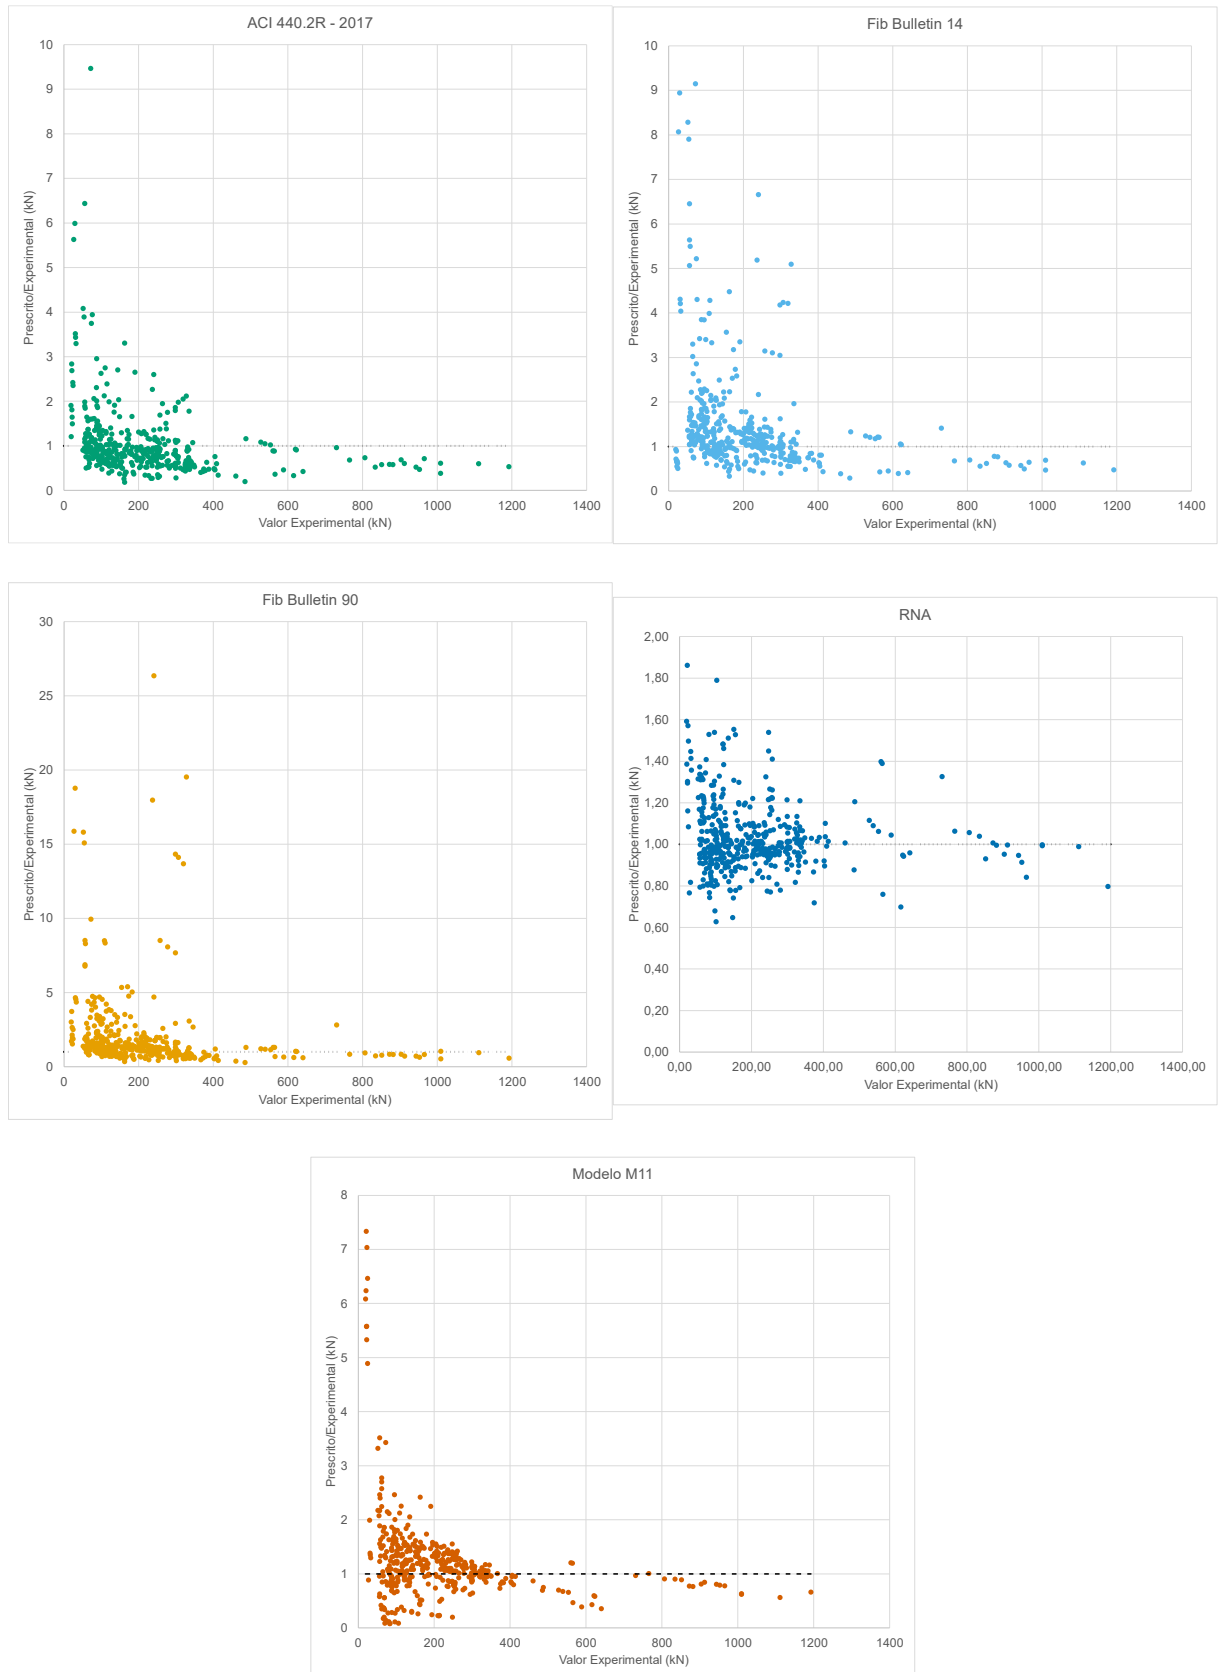 ACI 440.2R - 2017
Prescrito/Experimental (kN)
10
9
8
7
6
5
4
3
2
1
0
0 200 400 600 800 1000 1200 1400
Valor Experimental (kN)
Fib Bulletin 14
Prescrito/Experimental (kN)
10
9
8
7
6
5
4
3
2
1
0
0 200 400 600 800 1000 1200 1400
Valor Experimental (kN)
Fib Bulletin 90
Prescrito/Experimental (kN)
30
25
20
15
10
5
0
0 200 400 600 800 1000 1200 1400
Valor Experimental (kN)
RNA
Prescrito/Experimental (kN)
2,00
1,80
1,60
1,40
1,20
1,00
0,80
0,60
0,40
0,20
0,00
0,00 200,00 400,00 600,00 800,00 1000,00 1200,00 1400,00
Valor Experimental (kN)
Modelo M11
Prescrito/Experimental (kN)
8
7
6
5
4
3
2
1
0
0 200 400 600 800 1000 1200 1400
Valor Experimental (kN)